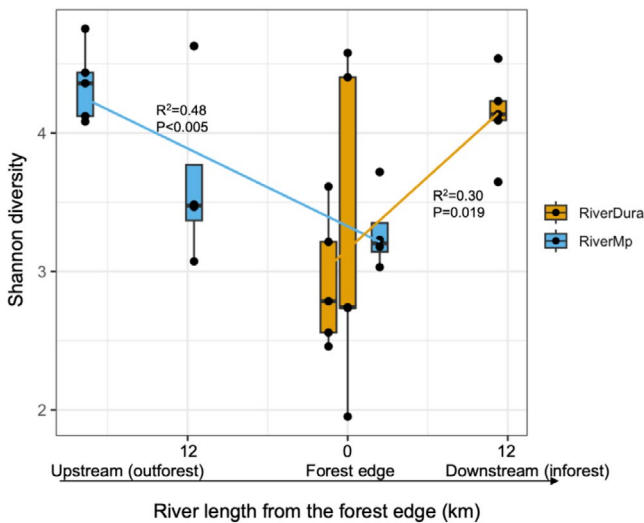 Shannon diversity
4
3
2
R²=0.48
P<0.005
R²=0.30
P=0.019
RiverDura
RiverMp
12
0
12
Upstream (outforest)
Forest edge
Downstream (inforest)
River length from the forest edge (km)